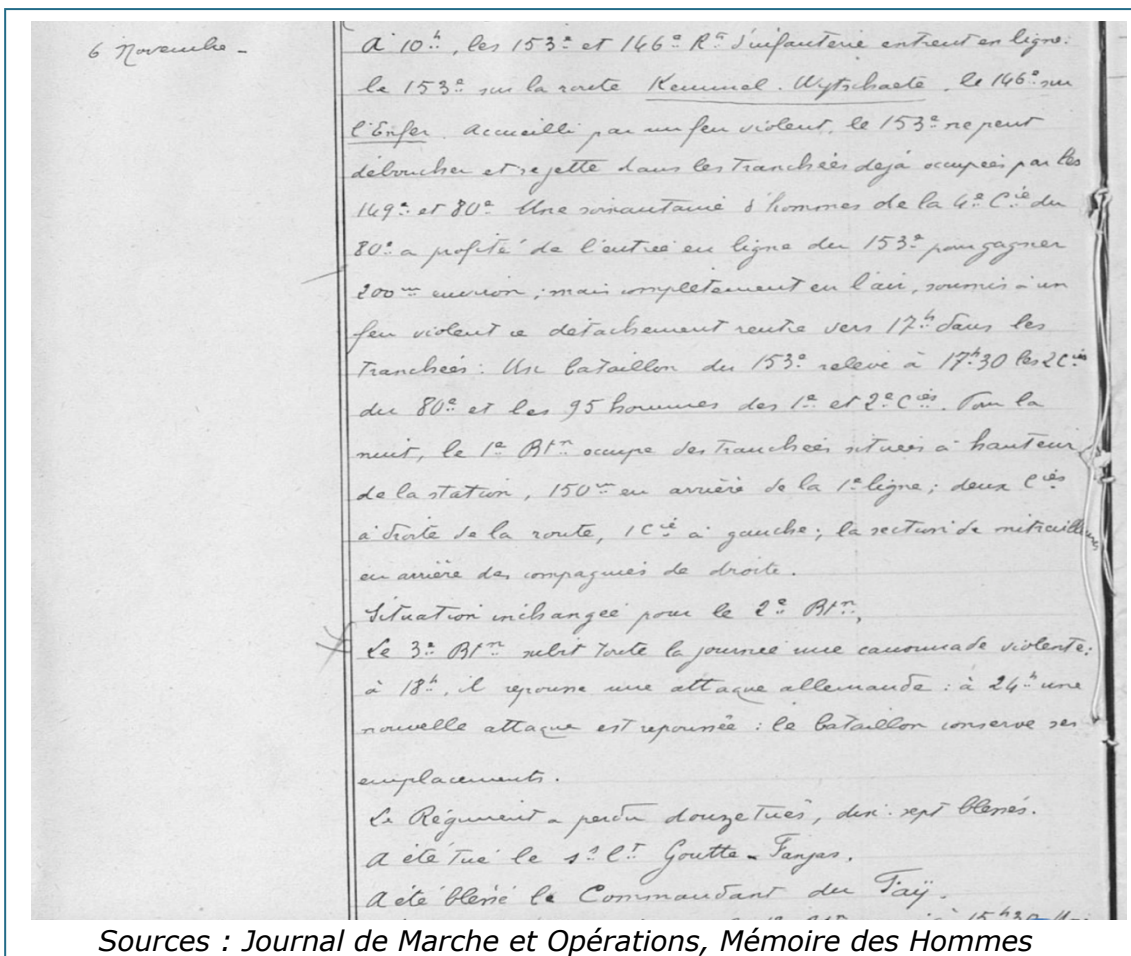 6 Novembre -
A 10h, les 153e et 146e Rts d'infanterie entrent en ligne:
le 153e sur la route Kemmel. Wytschaete, le 146e sur
l'Enfer. Accueilli par un feu violent, le 153e ne peut
déboucher et se jette dans les tranchées déjà occupées par les
149e et 80e Une soixantaine d'hommes de la 4e Cie du
80e a profité de l'entrée en ligne du 153e pour gagner
200m environ; mais complètement en l'air, soumis à un
feu violent ce détachement rentre vers 17h dans les
tranchées: Un bataillon du 153e relève à 17h30 les 2 Cies
du 80e et les 95 hommes des 1e et 2e Cies. Pour la
nuit, le 1e Btn occupe des tranchées situées à hauteur
de la station, 150m en arrière de la 1e ligne; deux Cies
à droite de la route, 1 Cie à gauche; la section de mitrailleuses
en arrière des compagnies de droite.
Situation inchangée pour le 2e Btn,
Le 3e Btn subit toute la journée une canonnade violente;
à 18h, il repousse une attaque allemande: à 24h une
nouvelle attaque est repoussée: le bataillon conserve ses
emplacements.
Le Régiment a perdu douze tués, dix-sept blessés.
A été tué le s/ Lt Goutte-Fanjas.
A été blessé le Commandant du Faÿ.
à 15h30
Sources : Journal de Marche et Opérations, Mémoire des Hommes